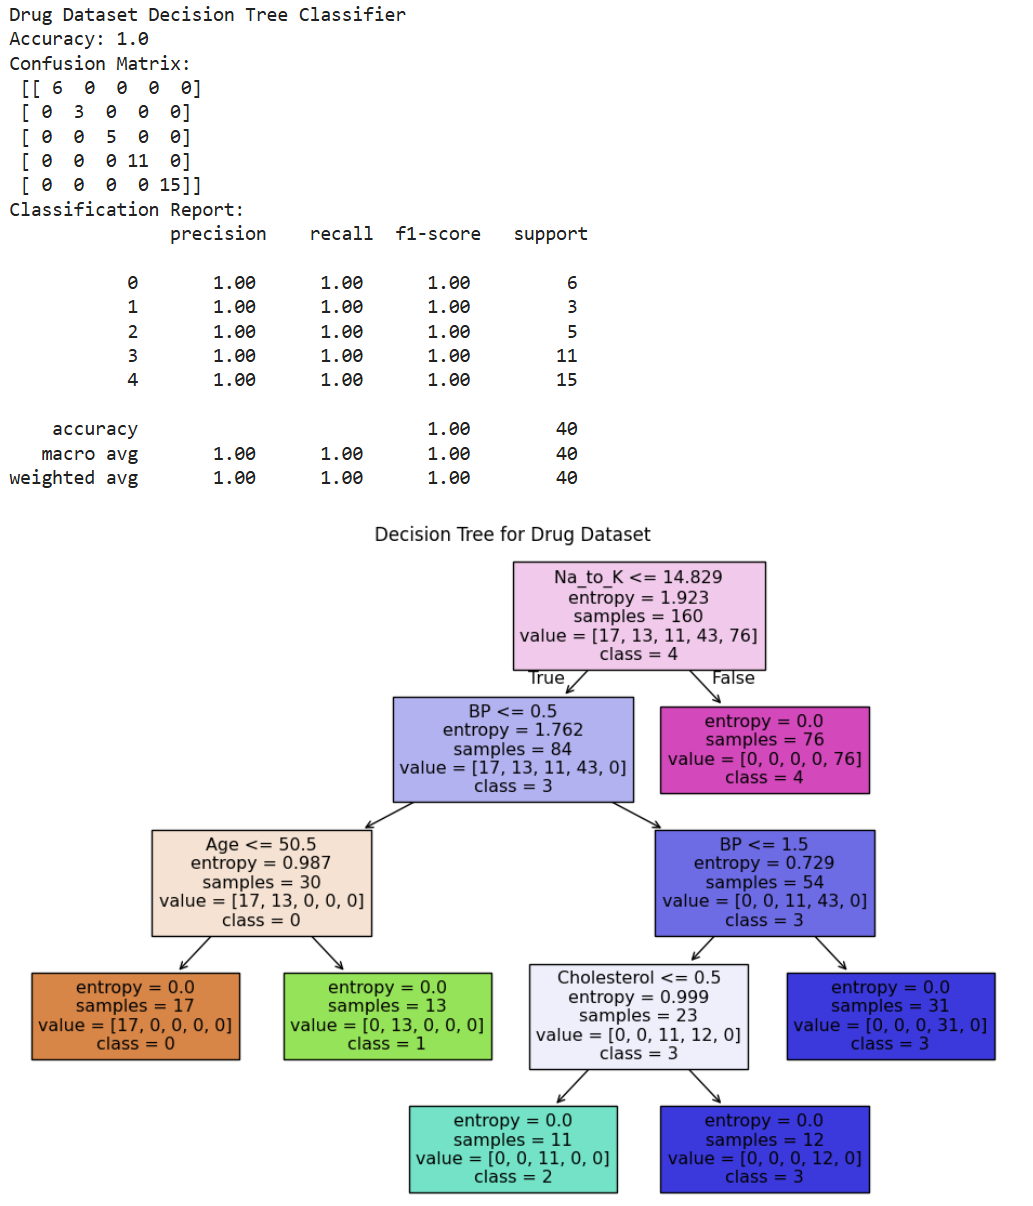 Drug Dataset Decision Tree Classifier
Accuracy: 1.0
Confusion Matrix:
[[ 6 0 0 0 0]
[ 0 3 0 0 0]
[ 0 0 5 0 0]
[ 0 0 0 11 0]
[ 0 0 0 0 15]]
Classification Report:
precision recall f1-score support
0 1.00 1.00 1.00 6
1 1.00 1.00 1.00 3
2 1.00 1.00 1.00 5
3 1.00 1.00 1.00 11
4 1.00 1.00 1.00 15
accuracy 1.00 40
macro avg 1.00 1.00 1.00 40
weighted avg 1.00 1.00 1.00 40
Decision Tree for Drug Dataset
Na_to_K <= 14.829
entropy = 1.923
samples = 160
value = [17, 13, 11, 43, 76]
class = 4
True
False
BP <= 0.5
entropy = 1.762
samples = 84
value = [17, 13, 11, 43, 0]
class = 3
entropy = 0.0
samples = 76
value = [0, 0, 0, 0, 76]
class = 4
Age <= 50.5
entropy = 0.987
samples = 30
value = [17, 13, 0, 0, 0]
class = 0
BP <= 1.5
entropy = 0.729
samples = 54
value = [0, 0, 11, 43, 0]
class = 3
entropy = 0.0
samples = 17
value = [17, 0, 0, 0, 0]
class = 0
entropy = 0.0
samples = 13
value = [0, 13, 0, 0, 0]
class = 1
Cholesterol <= 0.5
entropy = 0.999
samples = 23
value = [0, 0, 11, 12, 0]
class = 3
entropy = 0.0
samples = 31
value = [0, 0, 0, 31, 0]
class = 3
entropy = 0.0
samples = 11
value = [0, 0, 11, 0, 0]
class = 2
entropy = 0.0
samples = 12
value = [0, 0, 0, 12, 0]
class = 3